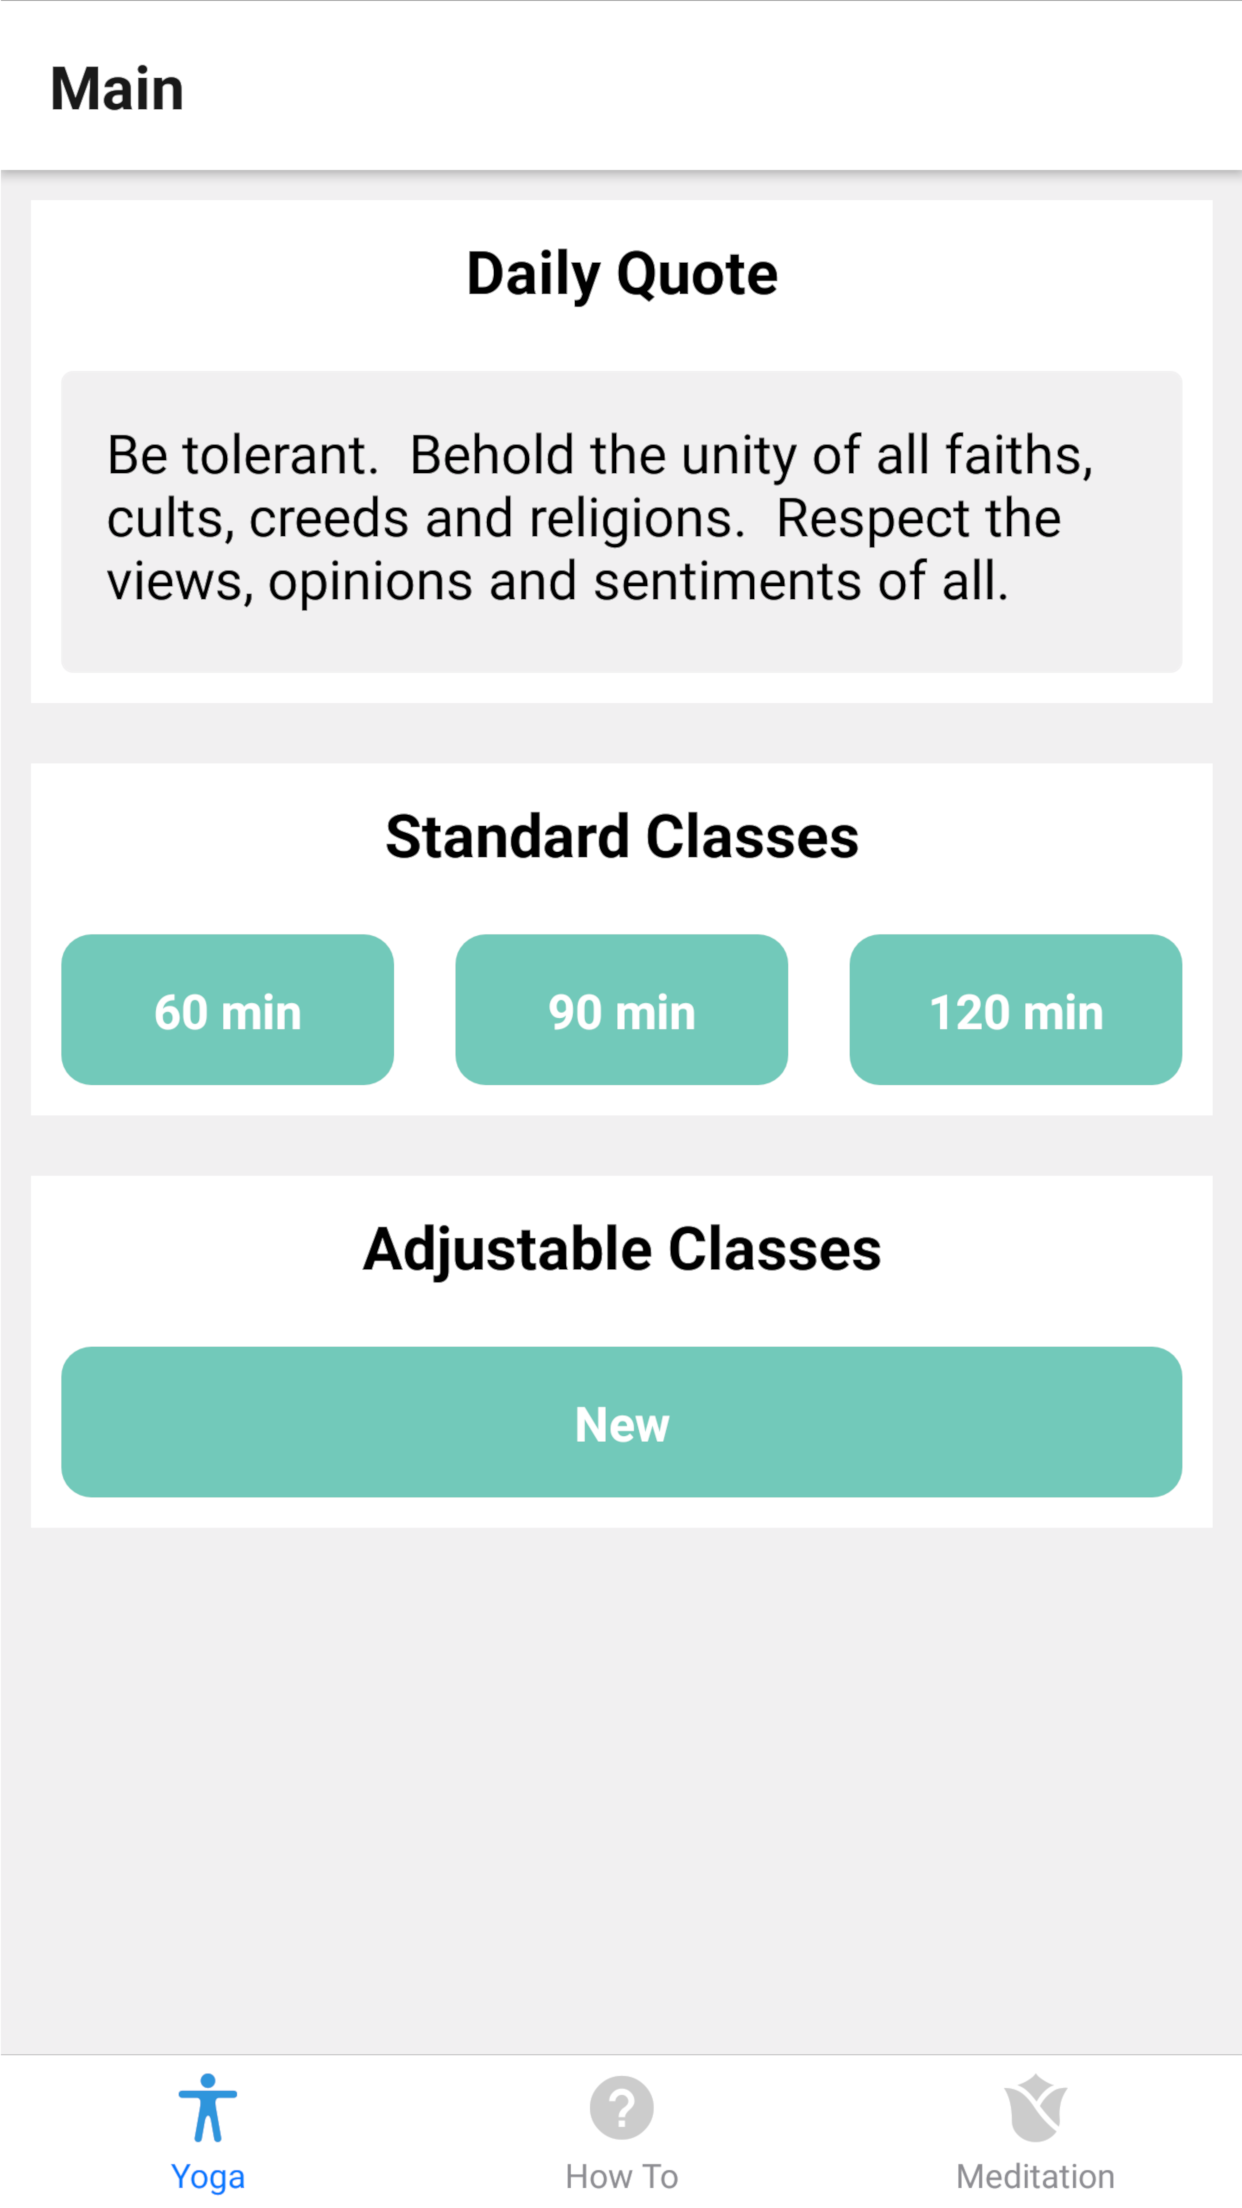 Main
Daily Quote
Be tolerant.  Behold the unity of all faiths,
cults, creeds and religions.  Respect the
views, opinions and sentiments of all.
Standard Classes
60 min
90 min
120 min
Adjustable Classes
New
Yoga
How To
Meditation